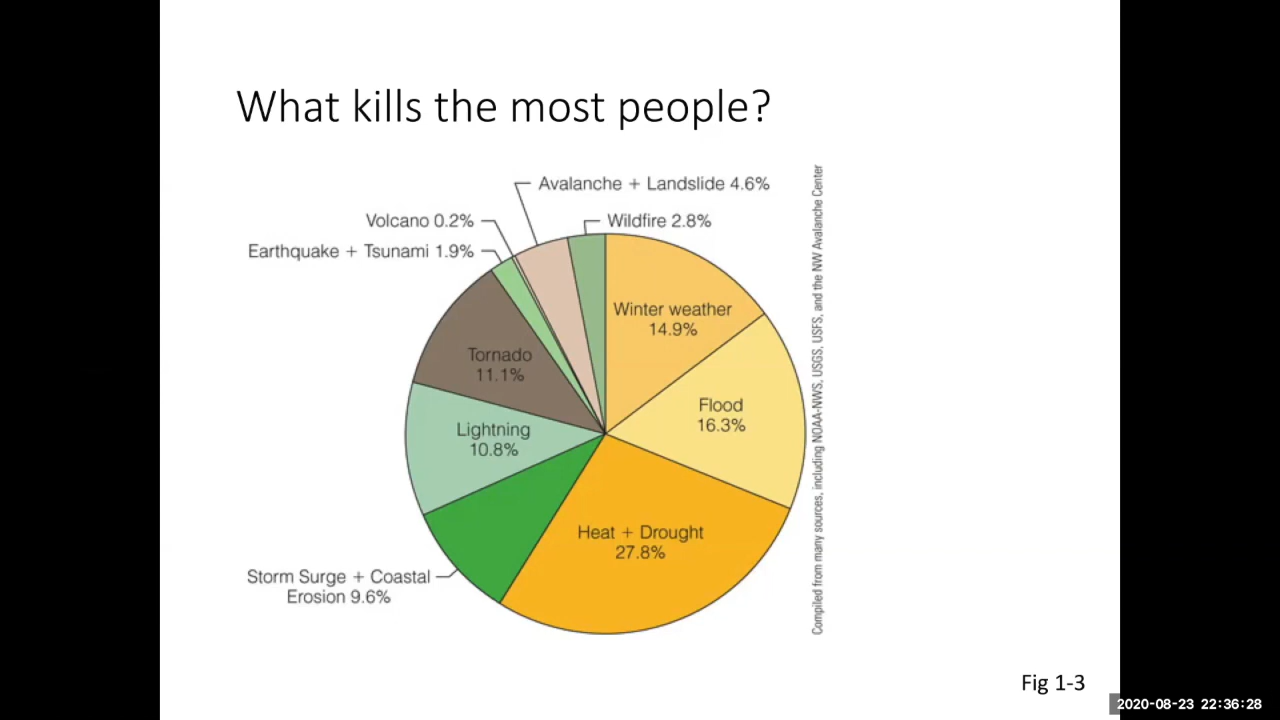 What kills the most people?
Avalanche + Landslide 4.6%
Volcano 0.2%
Wildfire 2.8%
Earthquake + Tsunami 1.9%
Winter weather
14.9%
Tornado
11.1%
Flood
16.3%
Lightning
10.8%
Heat + Drought
27.8%
Storm Surge + Coastal
Erosion 9.6%
Compiled from many sources, including NOAA-NWS, USGS, USFS, and the NW Avalanche Center
Fig 1-3
2020-08-23 22:36:28